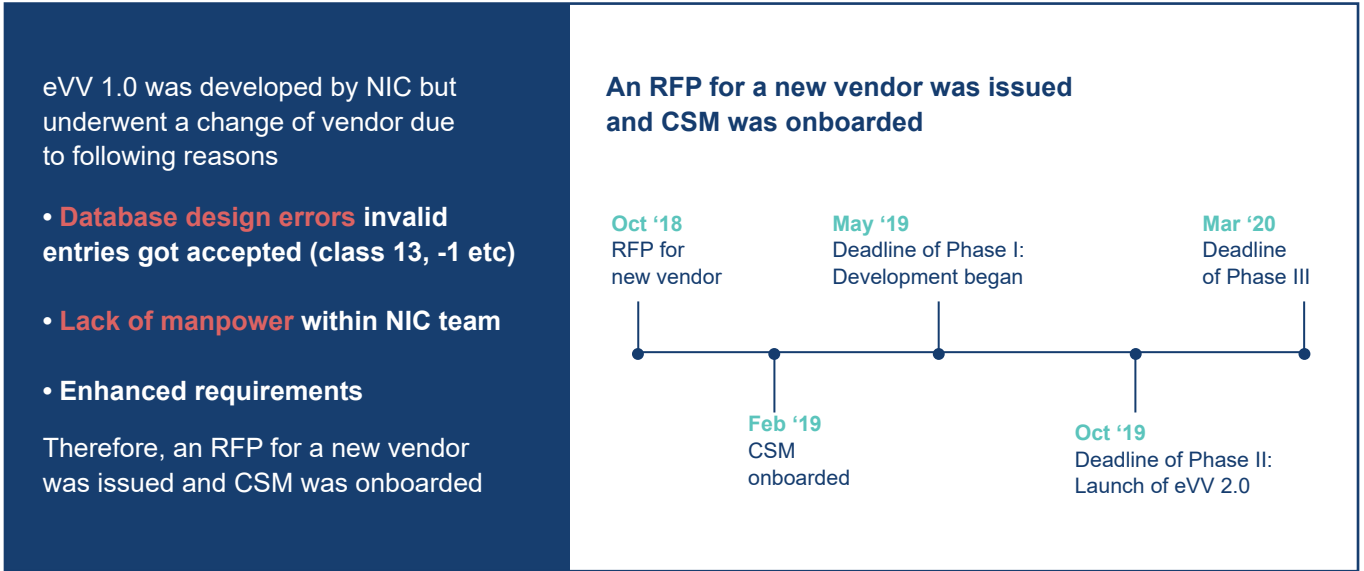 eVV 1.0 was developed by NIC but
underwent a change of vendor due
to following reasons
• Database design errors invalid
entries got accepted (class 13, -1 etc)
• Lack of manpower within NIC team
• Enhanced requirements
Therefore, an RFP for a new vendor
was issued and CSM was onboarded
An RFP for a new vendor was issued
and CSM was onboarded
Oct ‘18
RFP for
new vendor
May ‘19
Deadline of Phase I:
Development began
Mar ‘20
Deadline
of Phase III
Feb ‘19
CSM
onboarded
Oct ‘19
Deadline of Phase II:
Launch of eVV 2.0